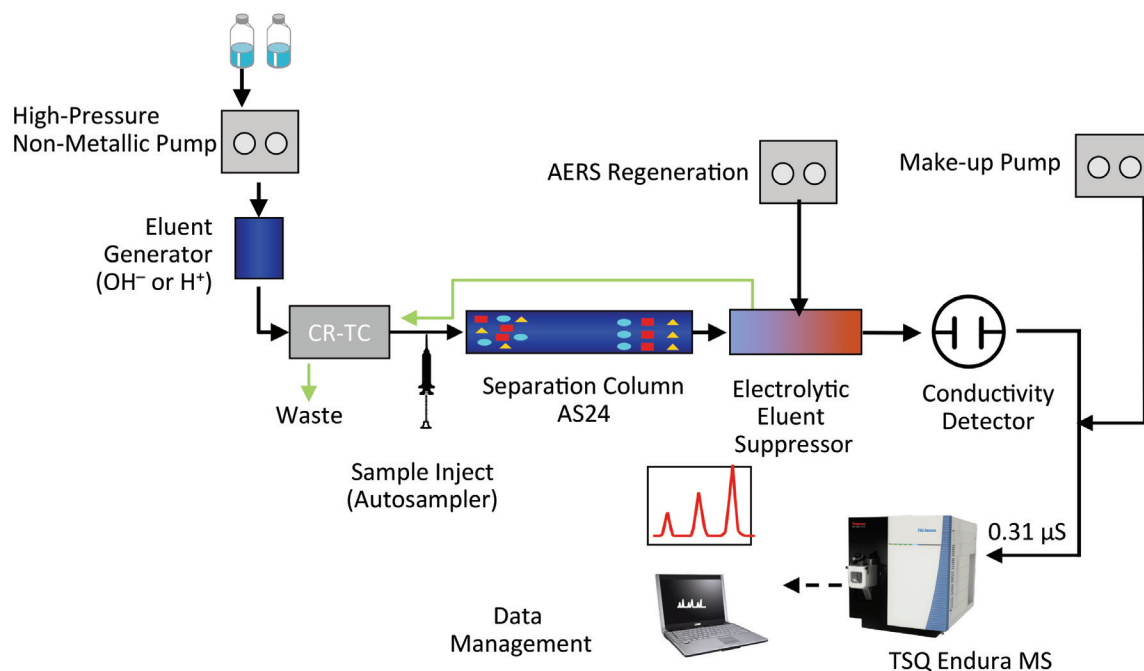 High-Pressure
Non-Metallic Pump
AERS Regeneration
Make-up Pump
Eluent
Generator
(OH⁻ or H⁺)
CR-TC
Waste
Sample Inject
(Autosampler)
Separation Column
AS24
Electrolytic
Eluent
Suppressor
Conductivity
Detector
0.31 µS
Data
Management
TSQ Endura MS